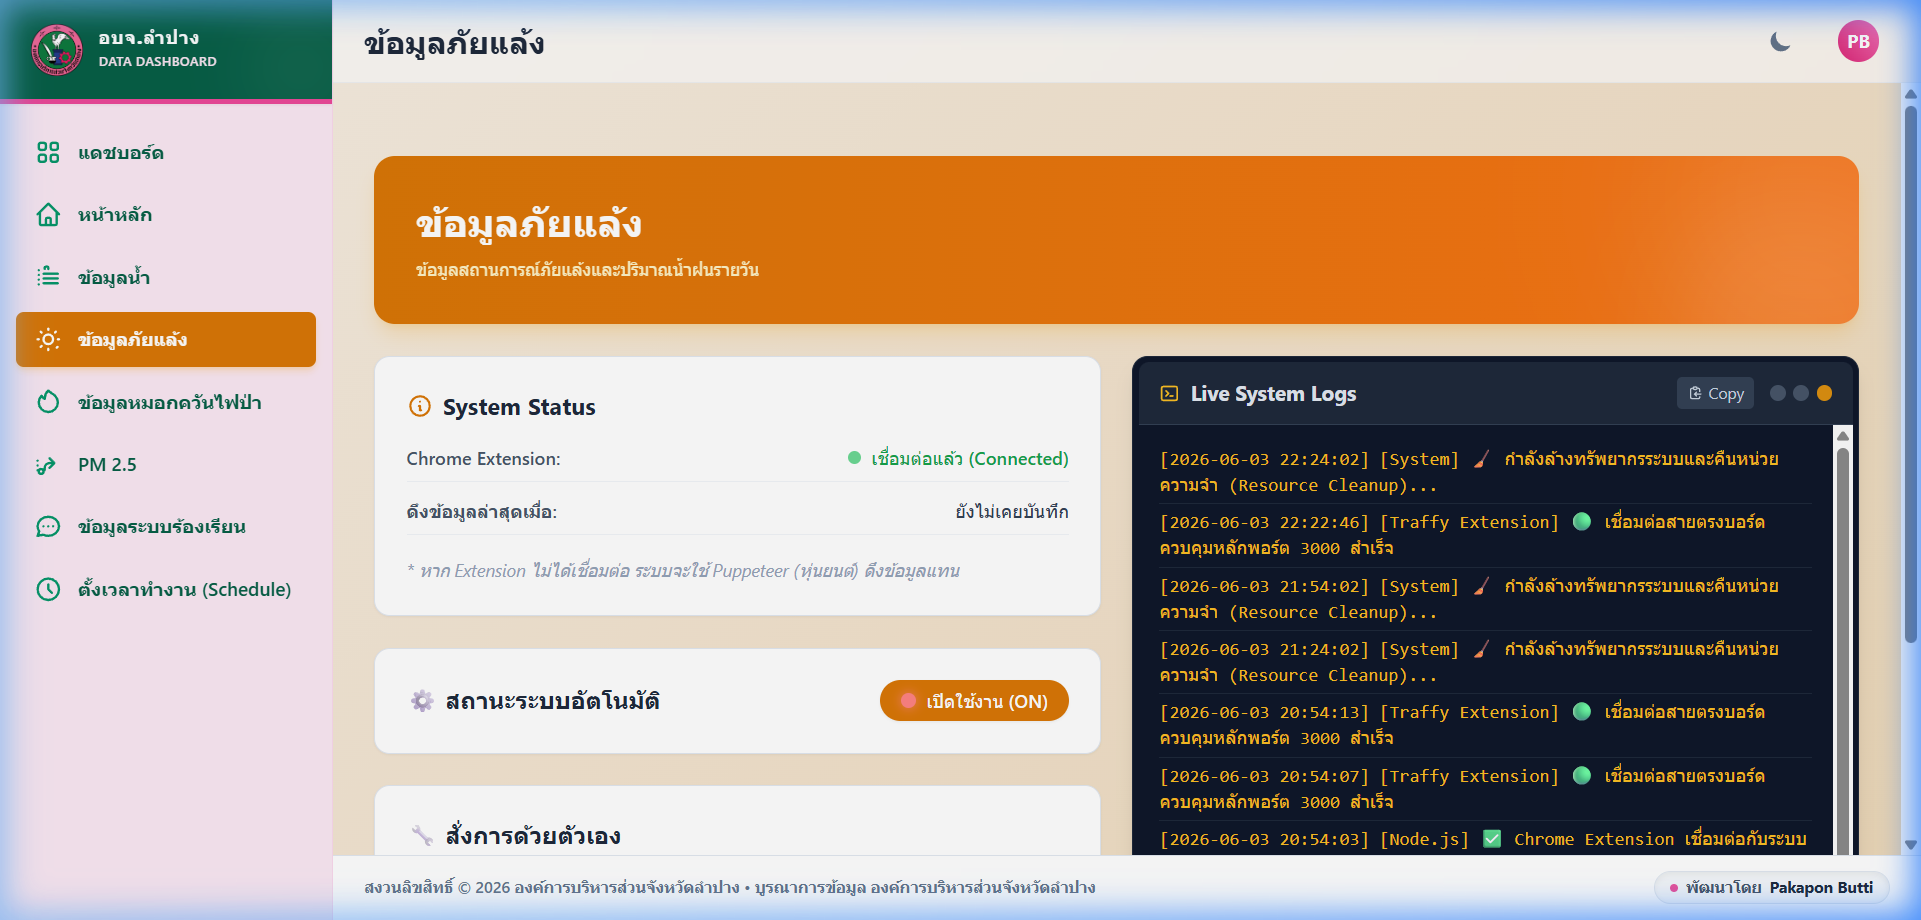 อบจ.ลำปาง
DATA DASHBOARD
แดชบอร์ด
หน้าหลัก
ข้อมูลน้ำ
ข้อมูลภัยแล้ง
ข้อมูลหมอกควันไฟป่า
PM 2.5
ข้อมูลระบบร้องเรียน
ตั้งเวลาทำงาน (Schedule)
ข้อมูลภัยแล้ง
PB
ข้อมูลภัยแล้ง
ข้อมูลสถานการณ์ภัยแล้งและปริมาณน้ำฝนรายวัน
System Status
Chrome Extension: เชื่อมต่อแล้ว (Connected)
ดึงข้อมูลล่าสุดเมื่อ: ยังไม่เคยบันทึก
* หาก Extension ไม่ได้เชื่อมต่อ ระบบจะใช้ Puppeteer (หุ่นยนต์) ดึงข้อมูลแทน
สถานะระบบอัตโนมัติ
เปิดใช้งาน (ON)
สั่งการด้วยตัวเอง
Live System Logs
Copy
[2026-06-03 22:24:02] [System] 🧹 กำลังล้างทรัพยากรระบบและคืนหน่วย
ความจำ (Resource Cleanup)...
[2026-06-03 22:22:46] [Traffy Extension] 🟢 เชื่อมต่อสายตรงบอร์ด
ควบคุมหลักพอร์ต 3000 สำเร็จ
[2026-06-03 21:54:02] [System] 🧹 กำลังล้างทรัพยากรระบบและคืนหน่วย
ความจำ (Resource Cleanup)...
[2026-06-03 21:24:02] [System] 🧹 กำลังล้างทรัพยากรระบบและคืนหน่วย
ความจำ (Resource Cleanup)...
[2026-06-03 20:54:13] [Traffy Extension] 🟢 เชื่อมต่อสายตรงบอร์ด
ควบคุมหลักพอร์ต 3000 สำเร็จ
[2026-06-03 20:54:07] [Traffy Extension] 🟢 เชื่อมต่อสายตรงบอร์ด
ควบคุมหลักพอร์ต 3000 สำเร็จ
[2026-06-03 20:54:03] [Node.js] ✅ Chrome Extension เชื่อมต่อกับระบบ
สงวนลิขสิทธิ์ © 2026 องค์การบริหารส่วนจังหวัดลำปาง • บูรณาการข้อมูล องค์การบริหารส่วนจังหวัดลำปาง
พัฒนาโดย Pakapon Butti